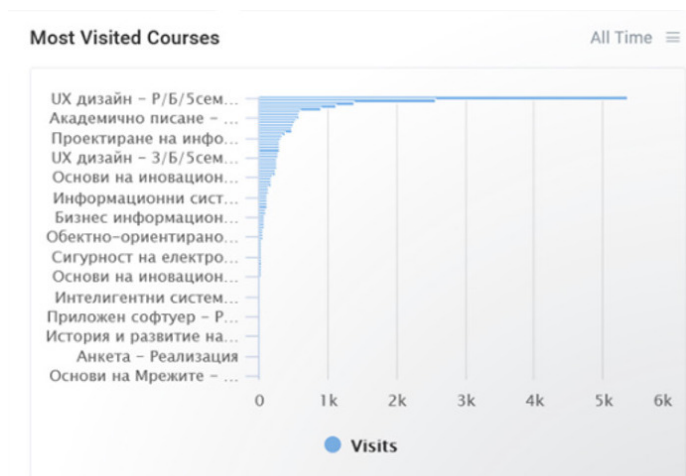 Most Visited Courses
All Time
UX дизайн - Р/Б/5сем...
Академично писане - ...
Проектиране на инфо...
UX дизайн - З/Б/5сем...
Основи на иновацион...
Информационни сист...
Бизнес информацион...
Обектно-ориентирано...
Сигурност на електро...
Основи на иновацион...
Интелигентни систем...
Приложен софтуер - Р...
История и развитие на...
Анкета - Реализация
Основи на Мрежите - ...
0 1k 2k 3k 4k 5k 6k
Visits